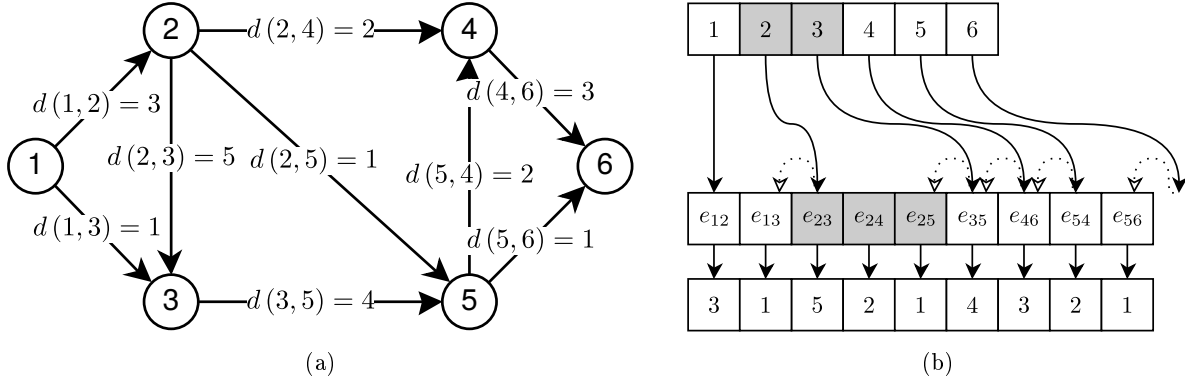 2
d(2,4) = 2
4
d(1,2) = 3
d(4,6) = 3
1
d(2,3) = 5
d(2,5) = 1
d(5,4) = 2
6
d(1,3) = 1
d(5,6) = 1
3
d(3,5) = 4
5
(a)
1 2 3 4 5 6
e₁₂ e₁₃ e₂₃ e₂₄ e₂₅ e₃₅ e₄₆ e₅₄ e₅₆
3 1 5 2 1 4 3 2 1
(b)